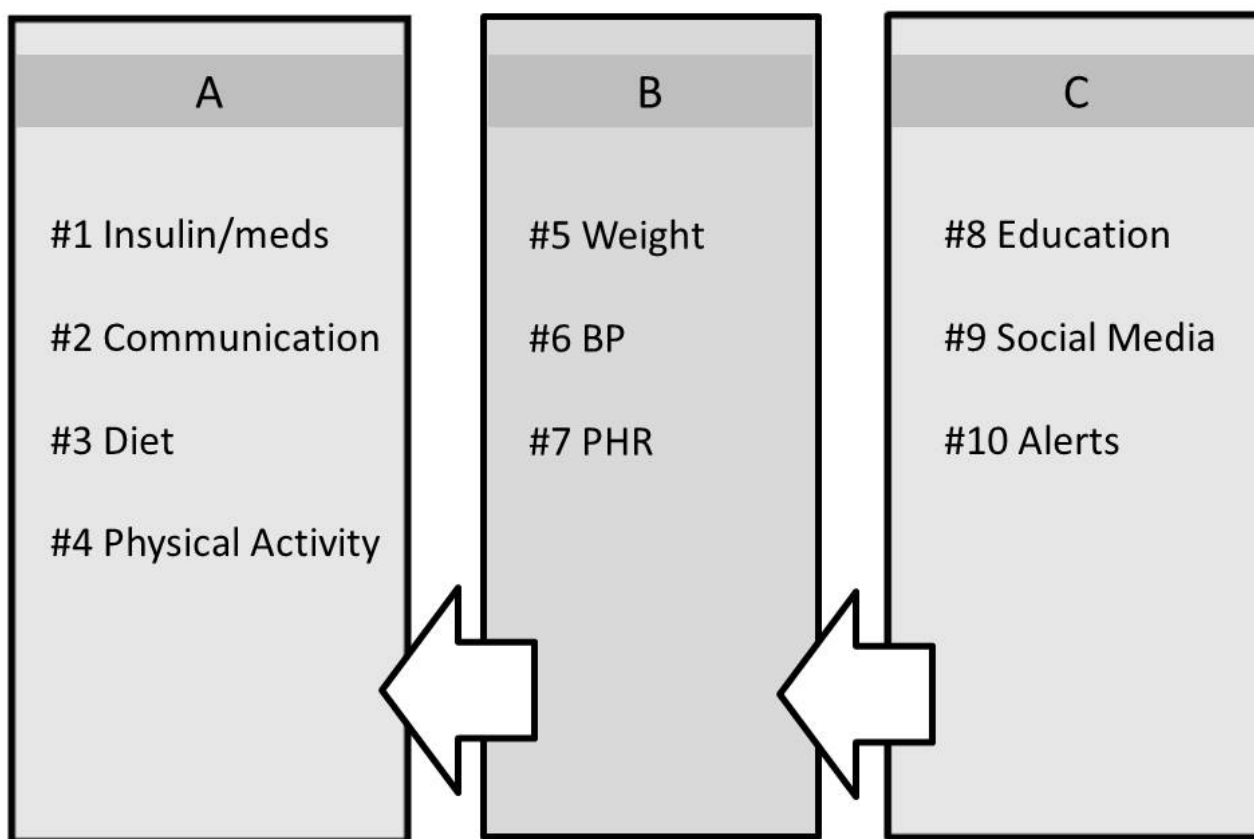 A
#1 Insulin/meds
#2 Communication
#3 Diet
#4 Physical Activity
B
#5 Weight
#6 BP
#7 PHR
C
#8 Education
#9 Social Media
#10 Alerts